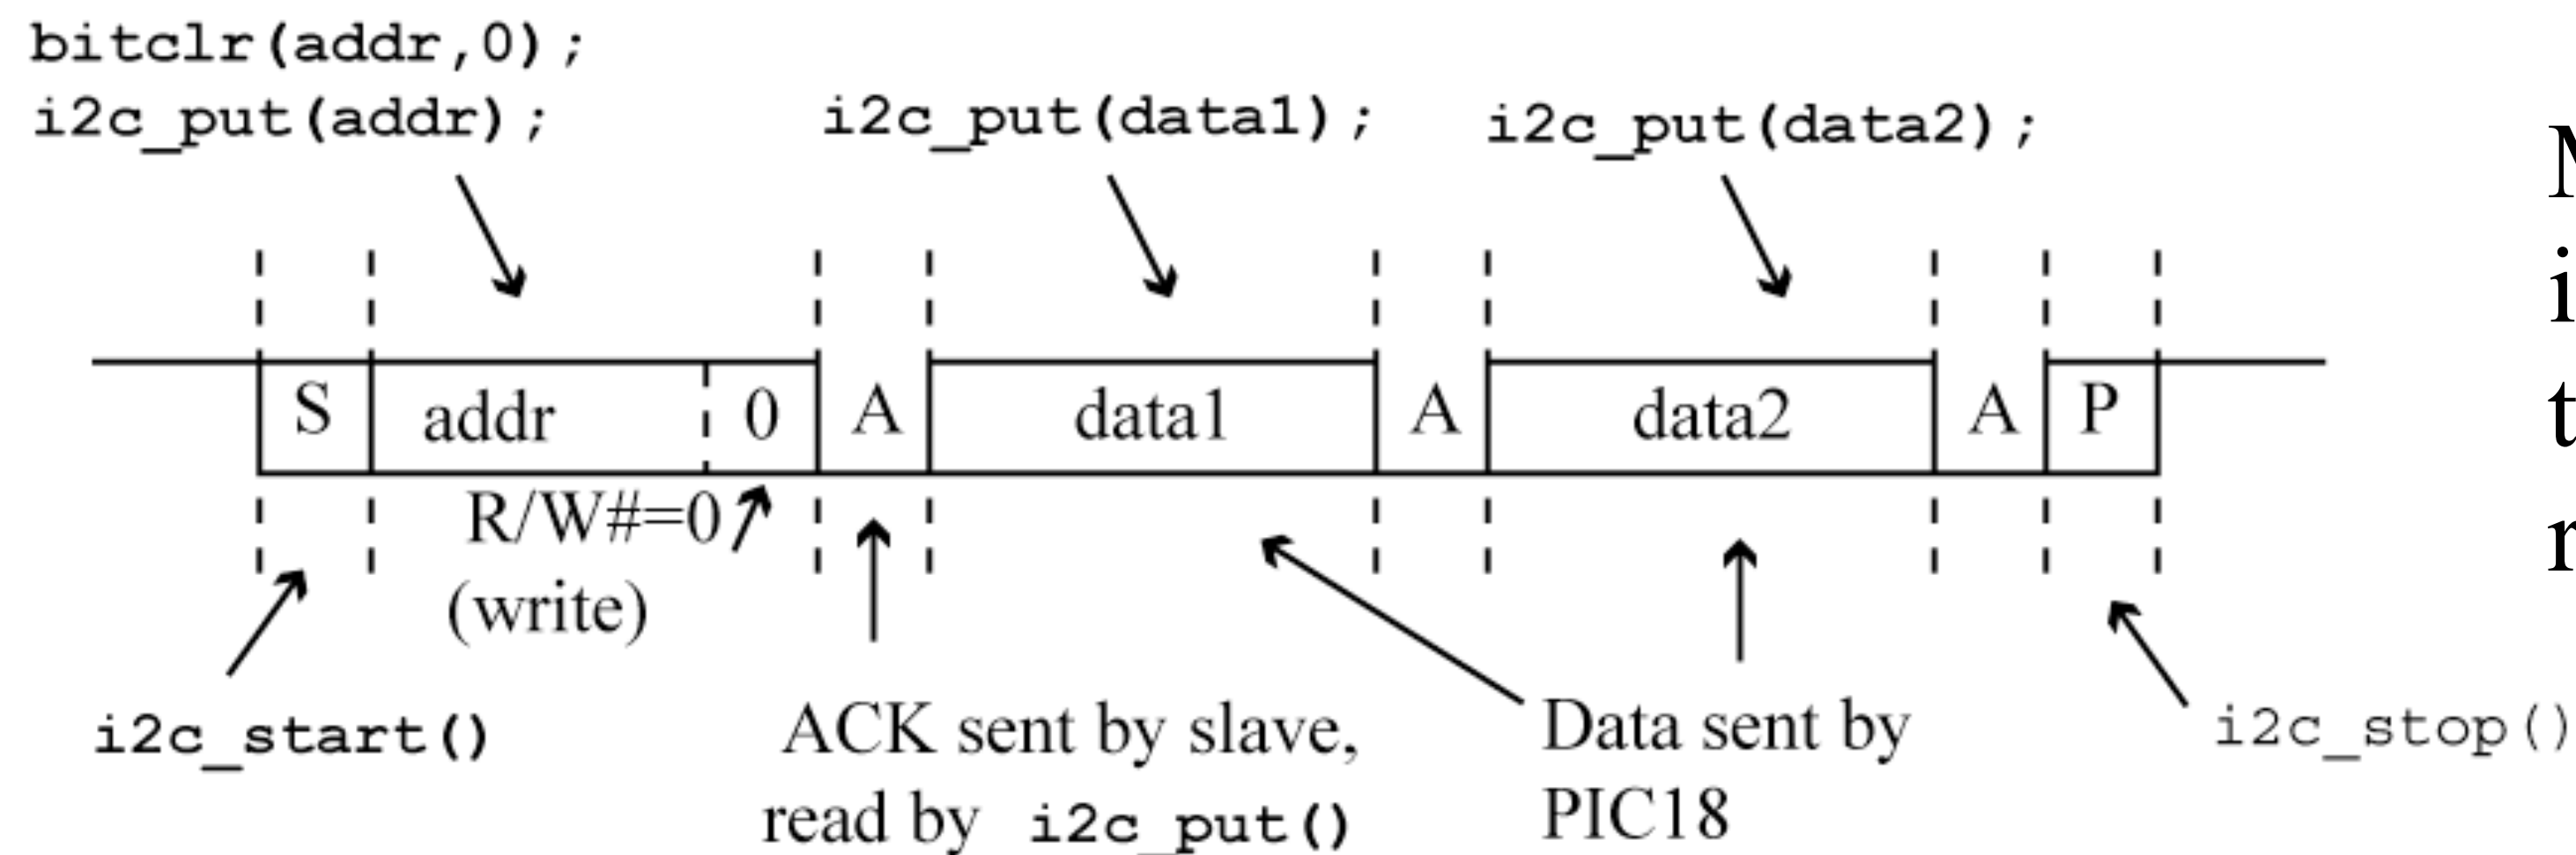 bitclr(addr,0);
i2c_put(addr);
i2c_put(data1);
i2c_put(data2);
S
addr
0
A
data1
A
data2
A
P
R/W#=0
(write)
i2c_start()
ACK sent by slave,
read by i2c_put()
Data sent by
PIC18
i2c_stop()
i
t
r